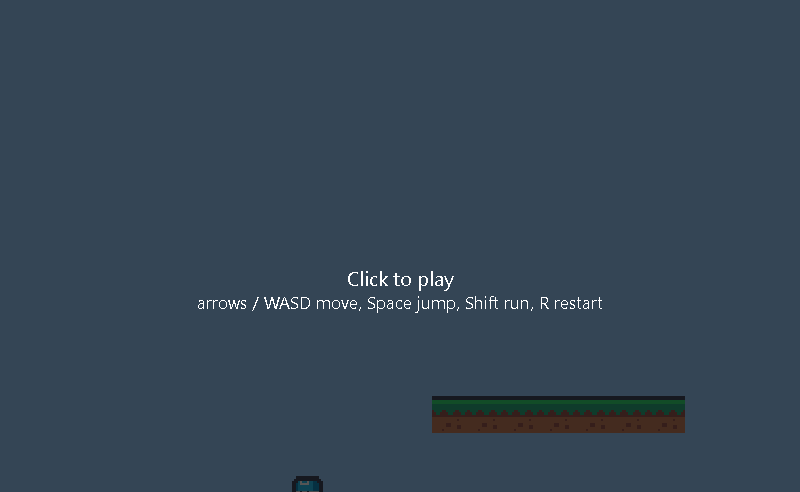 Click to play
arrows / WASD move, Space jump, Shift run, R restart